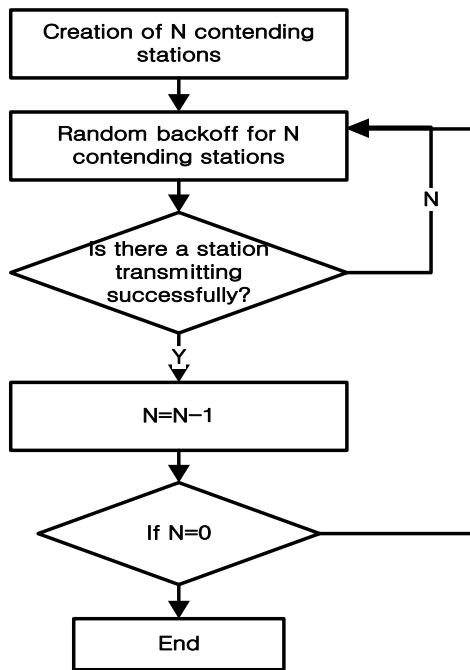 Creation of N contending
stations
Random backoff for N
contending stations
Is there a station
transmitting
successfully?
N
Y
N=N−1
If N=0
End